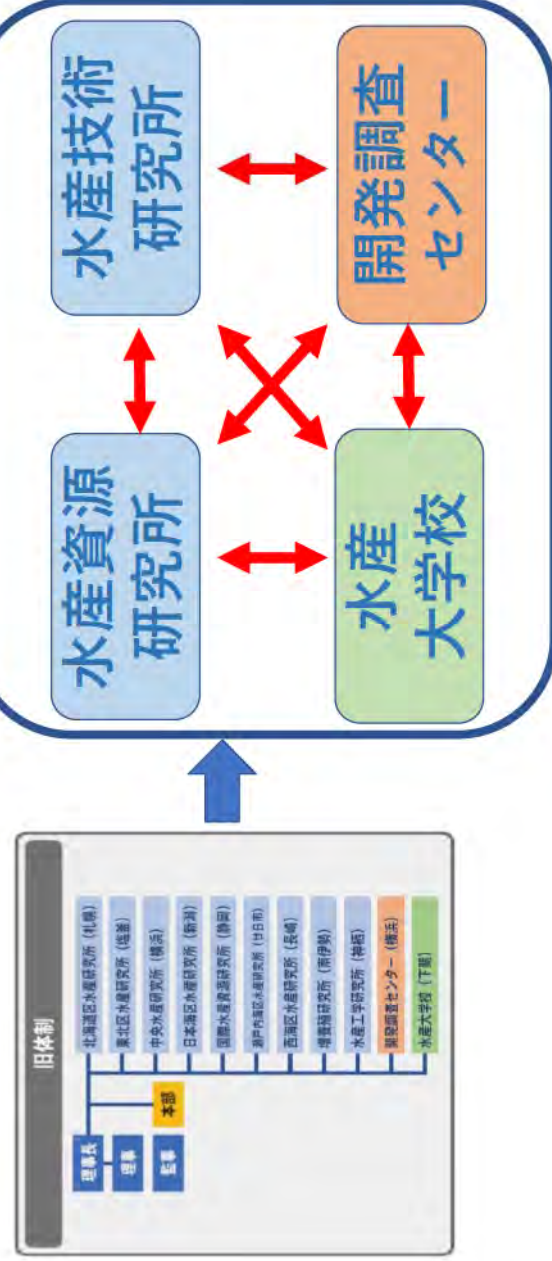 旧体制
理事長
理事
監事
本部
北海道区水産研究所（札幌）
東北区水産研究所（塩釜）
中央水産研究所（横浜）
日本海区水産研究所（新潟）
国際水産資源研究所（静岡）
瀬戸内海区水産研究所（廿日市）
西海区水産研究所（長崎）
増養殖研究所（南伊勢）
水産工学研究所（神栖）
開発調査センター（横浜）
水産大学校（下関）
水産資源
研究所
水産技術
研究所
水産
大学校
開発調査
センター